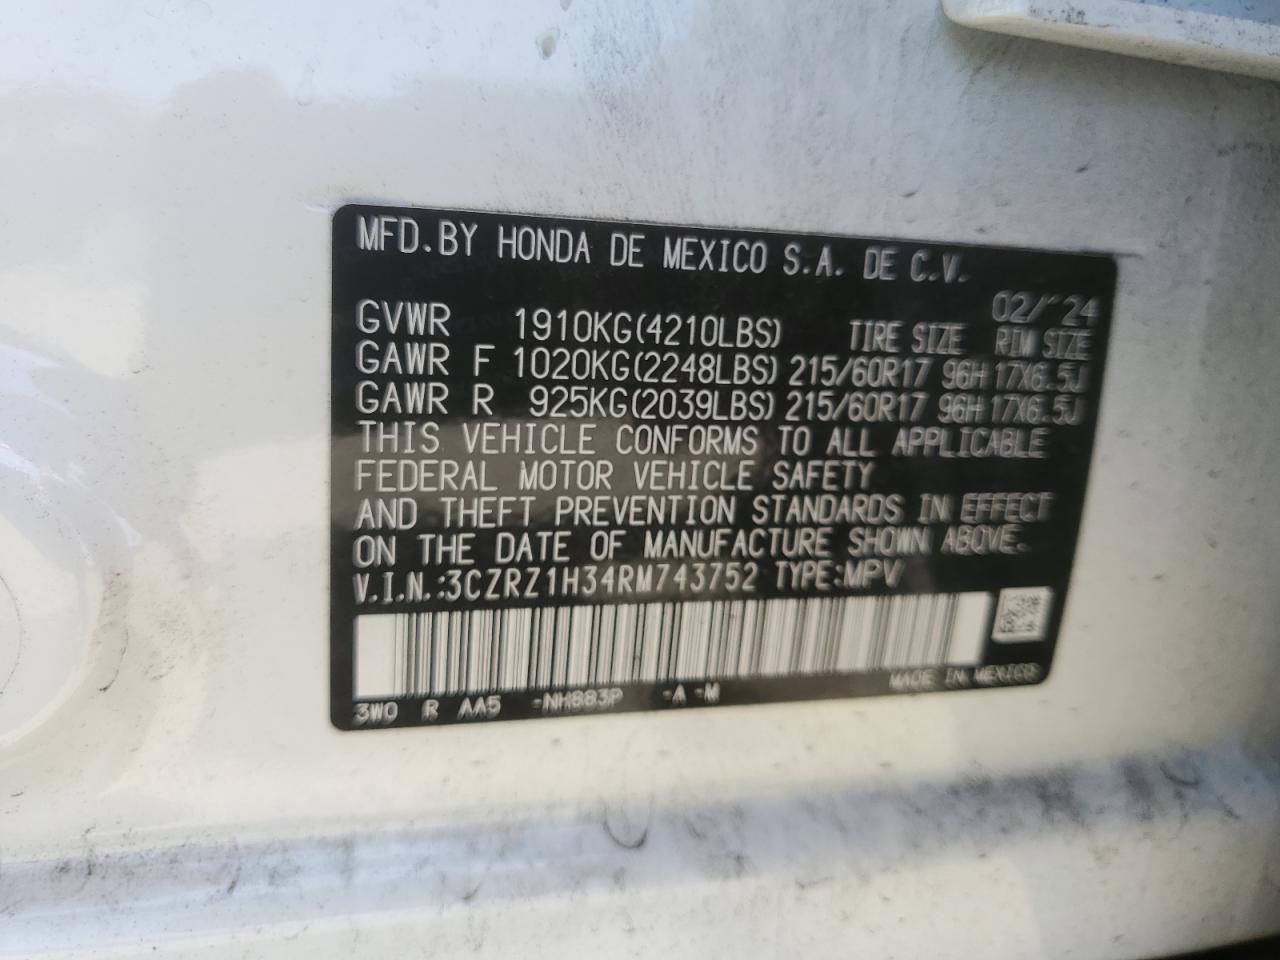 MFD.BY HONDA DE MEXICO S.A. DE C.V.
02/'24
GVWR 1910KG(4210LBS) TIRE SIZE RIM SIZE
GAWR F 1020KG(2248LBS) 215/60R17 96H 17X6.5J
GAWR R 925KG(2039LBS) 215/60R17 96H 17X6.5J
THIS VEHICLE CONFORMS TO ALL APPLICABLE
FEDERAL MOTOR VEHICLE SAFETY
AND THEFT PREVENTION STANDARDS IN EFFECT
ON THE DATE OF MANUFACTURE SHOWN ABOVE.
V.I.N.:3CZRZ1H34RM743752 TYPE:MPV
MADE IN MEXICO
3W0 R AA5 -NH883P -A -M